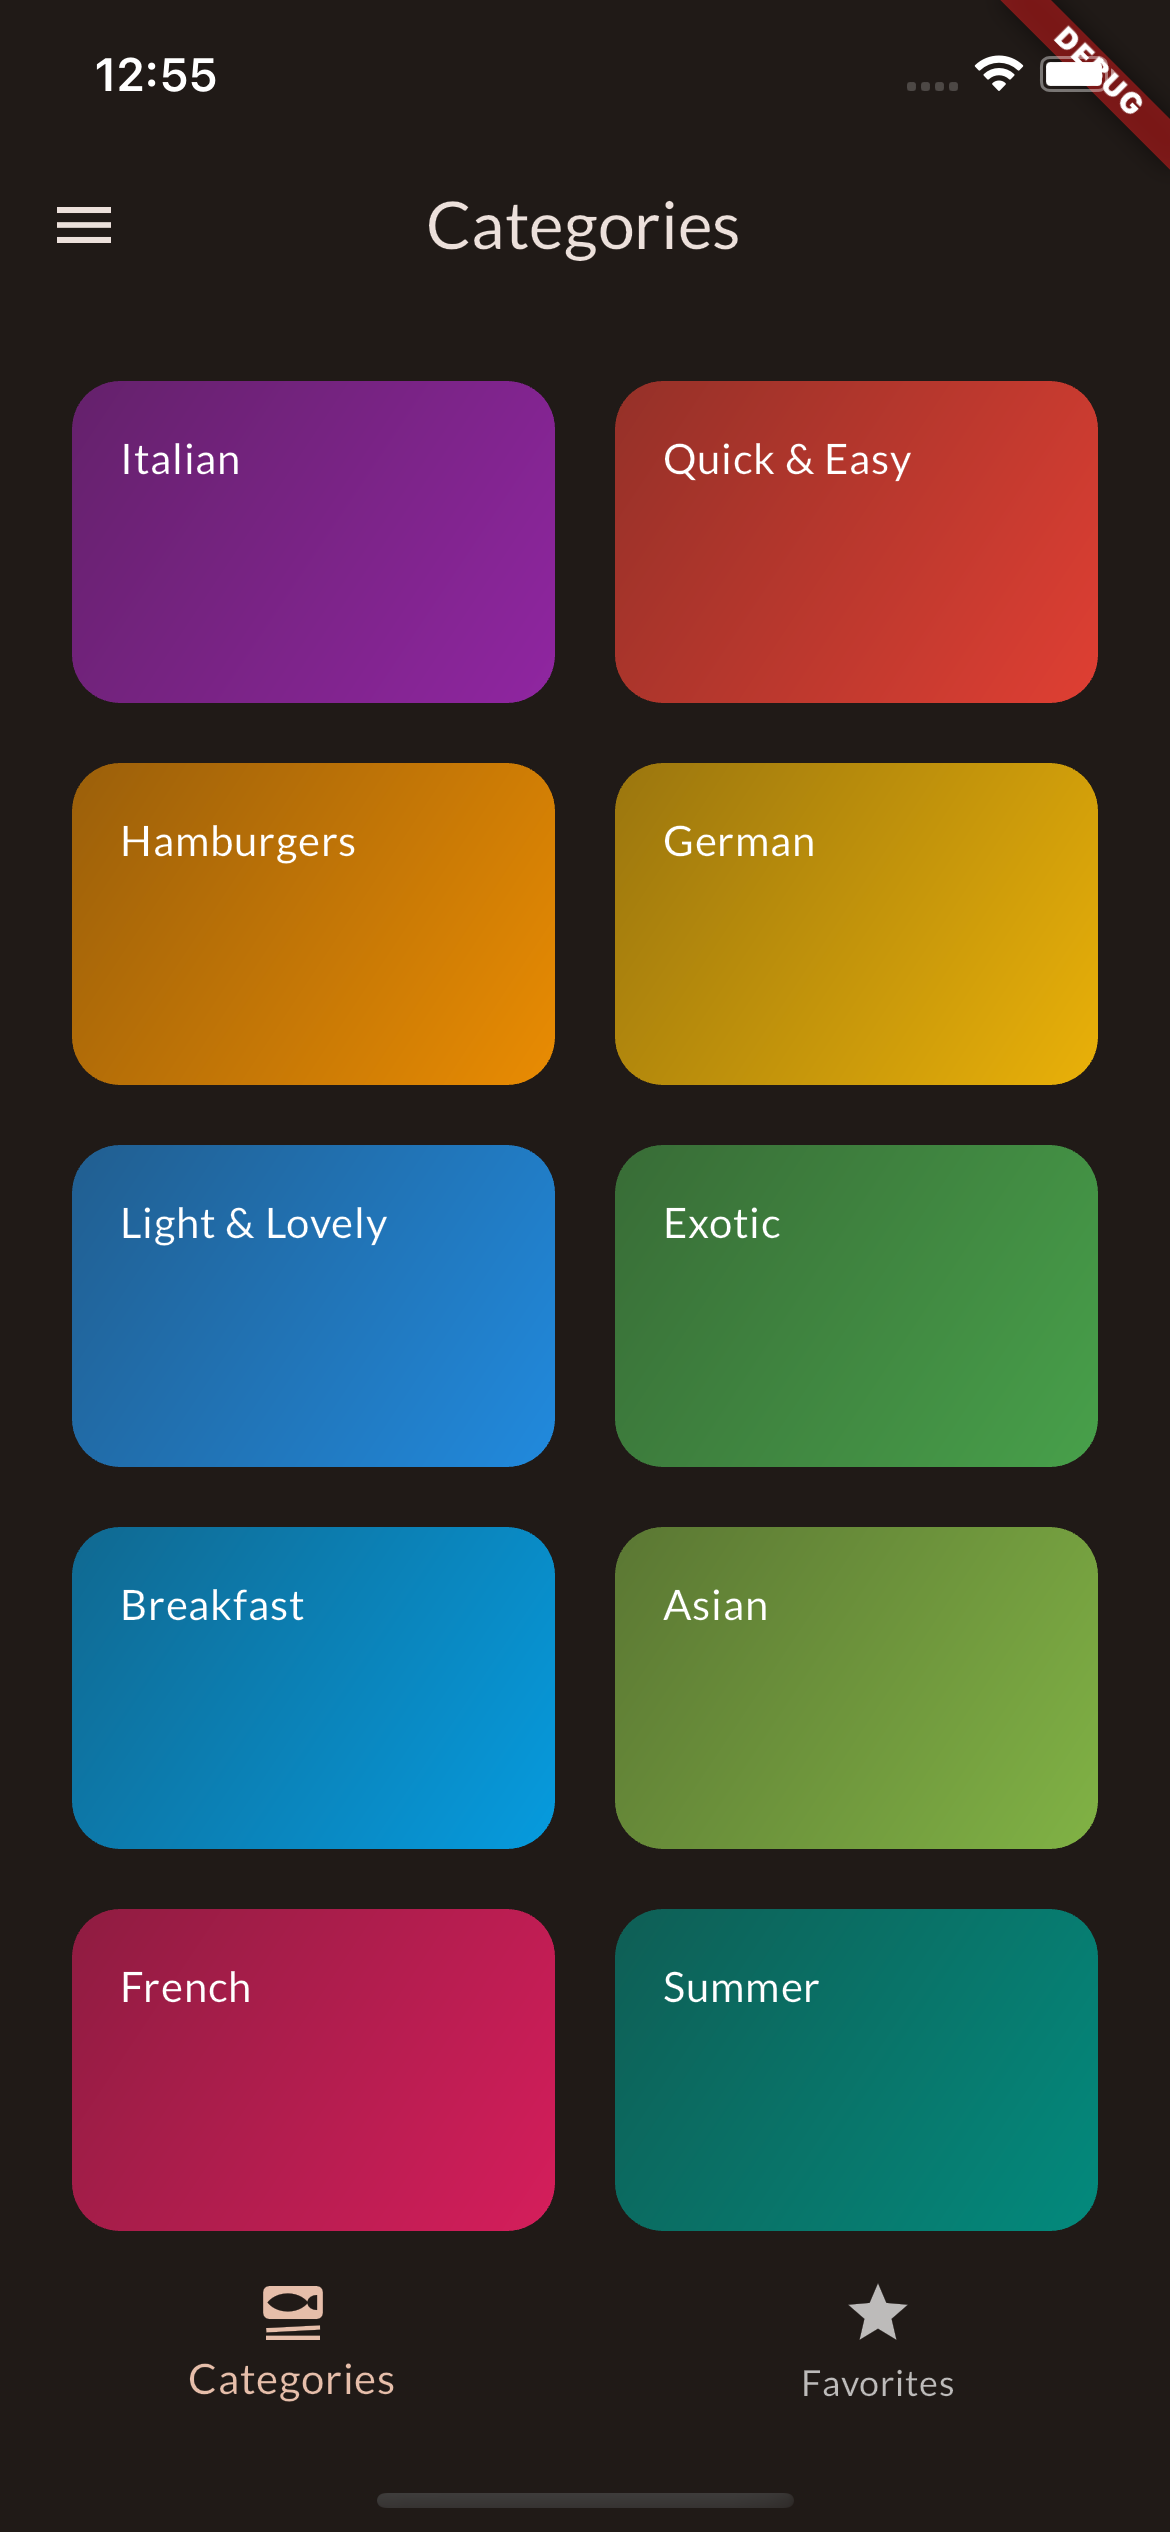 12:55
DEBUG
Categories
Italian
Quick & Easy
Hamburgers
German
Light & Lovely
Exotic
Breakfast
Asian
French
Summer
Categories
Favorites